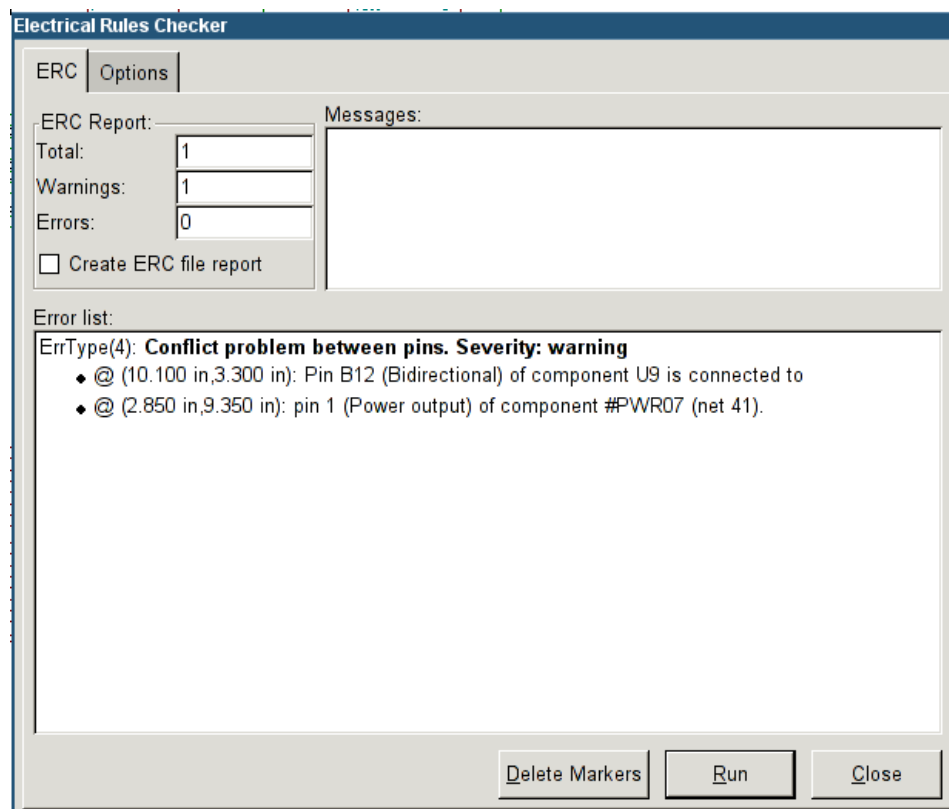 Electrical Rules Checker
ERC
Options
ERC Report:
Total:
1
Warnings:
1
Errors:
0
Create ERC file report
Messages:
Error list:
ErrType(4): Conflict problem between pins. Severity: warning
@ (10.100 in,3.300 in): Pin B12 (Bidirectional) of component U9 is connected to
@ (2.850 in,9.350 in): pin 1 (Power output) of component #PWR07 (net 41).
Delete Markers
Run
Close